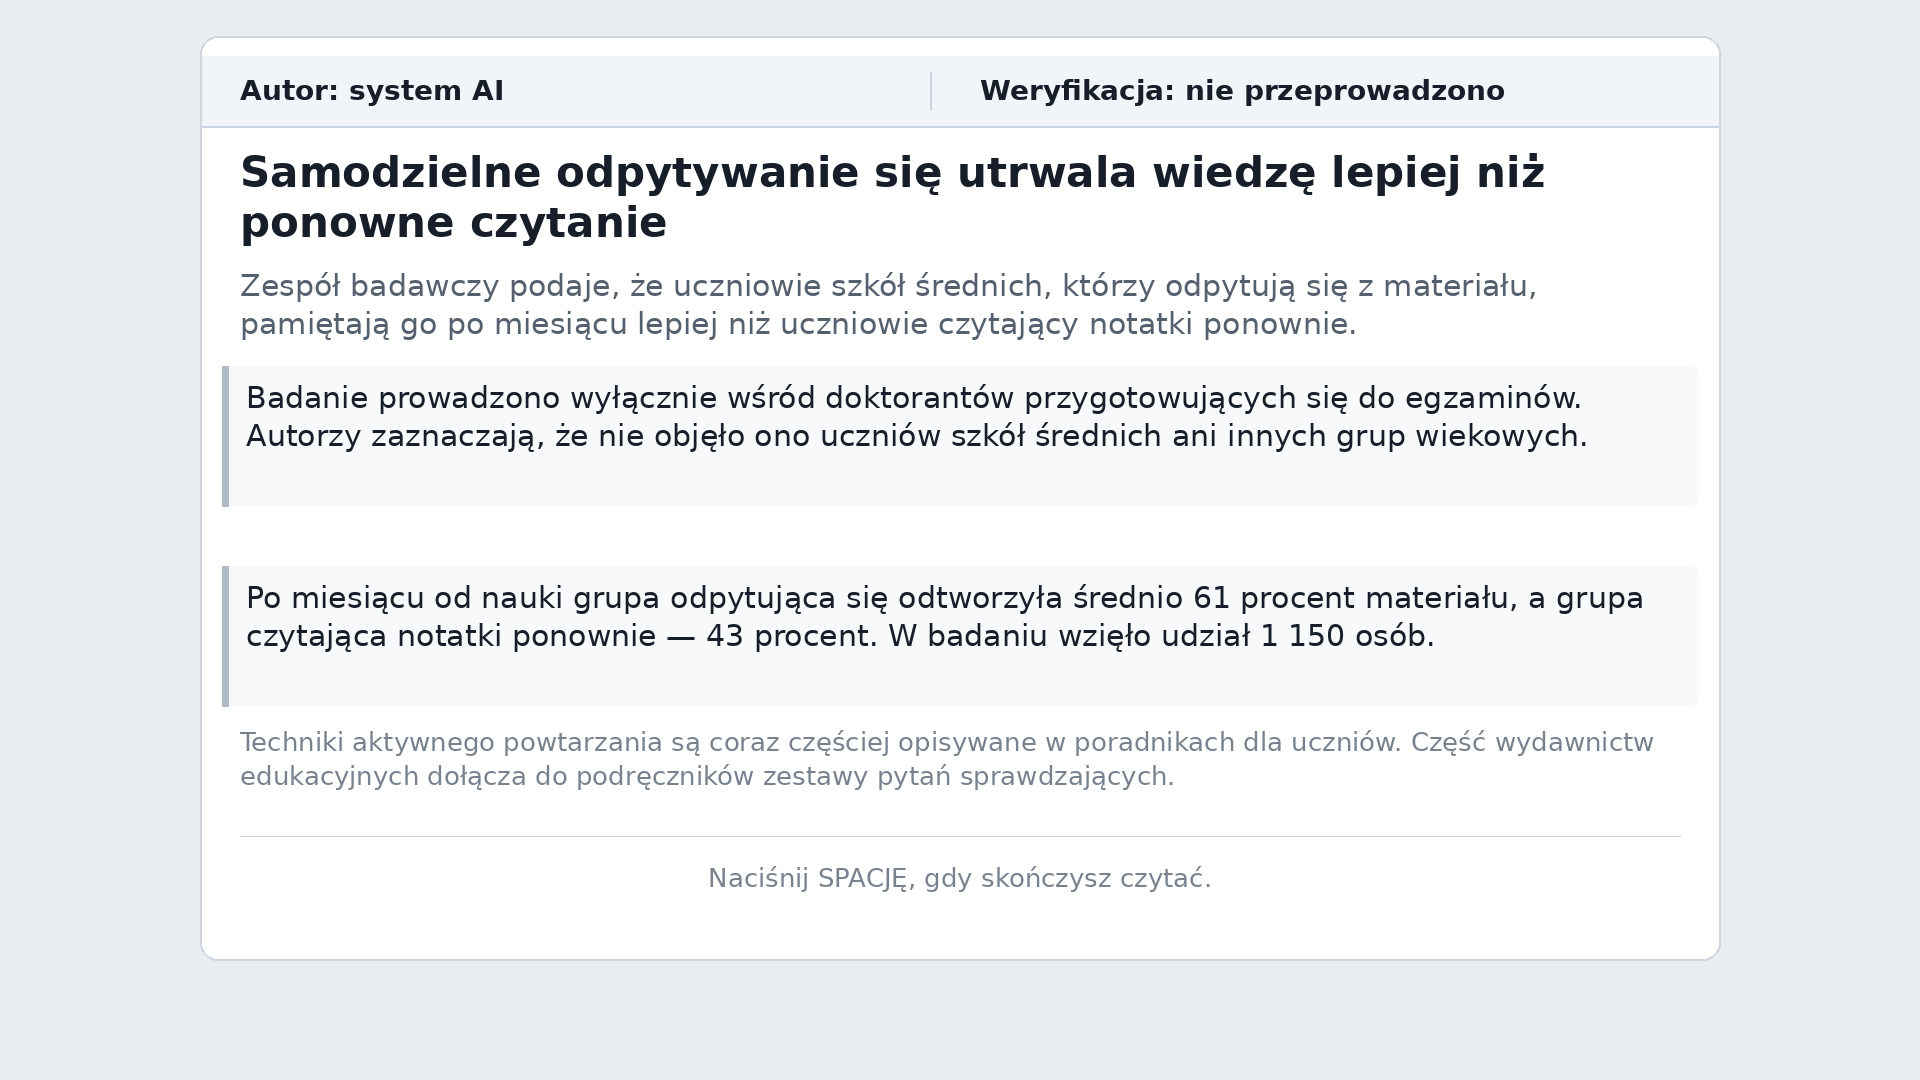 Autor: system AI
Weryfikacja: nie przeprowadzono
Samodzielne odpytywanie się utrwala wiedzę lepiej niż
ponowne czytanie
Zespół badawczy podaje, że uczniowie szkół średnich, którzy odpytują się z materiału,
pamiętają go po miesiącu lepiej niż uczniowie czytający notatki ponownie.
Badanie prowadzono wyłącznie wśród doktorantów przygotowujących się do egzaminów.
Autorzy zaznaczają, że nie objęło ono uczniów szkół średnich ani innych grup wiekowych.
Po miesiącu od nauki grupa odpytująca się odtworzyła średnio 61 procent materiału, a grupa
czytająca notatki ponownie — 43 procent. W badaniu wzięło udział 1 150 osób.
Techniki aktywnego powtarzania są coraz częściej opisywane w poradnikach dla uczniów. Część wydawnictw
edukacyjnych dołącza do podręczników zestawy pytań sprawdzających.
Naciśnij SPACJĘ, gdy skończysz czytać.